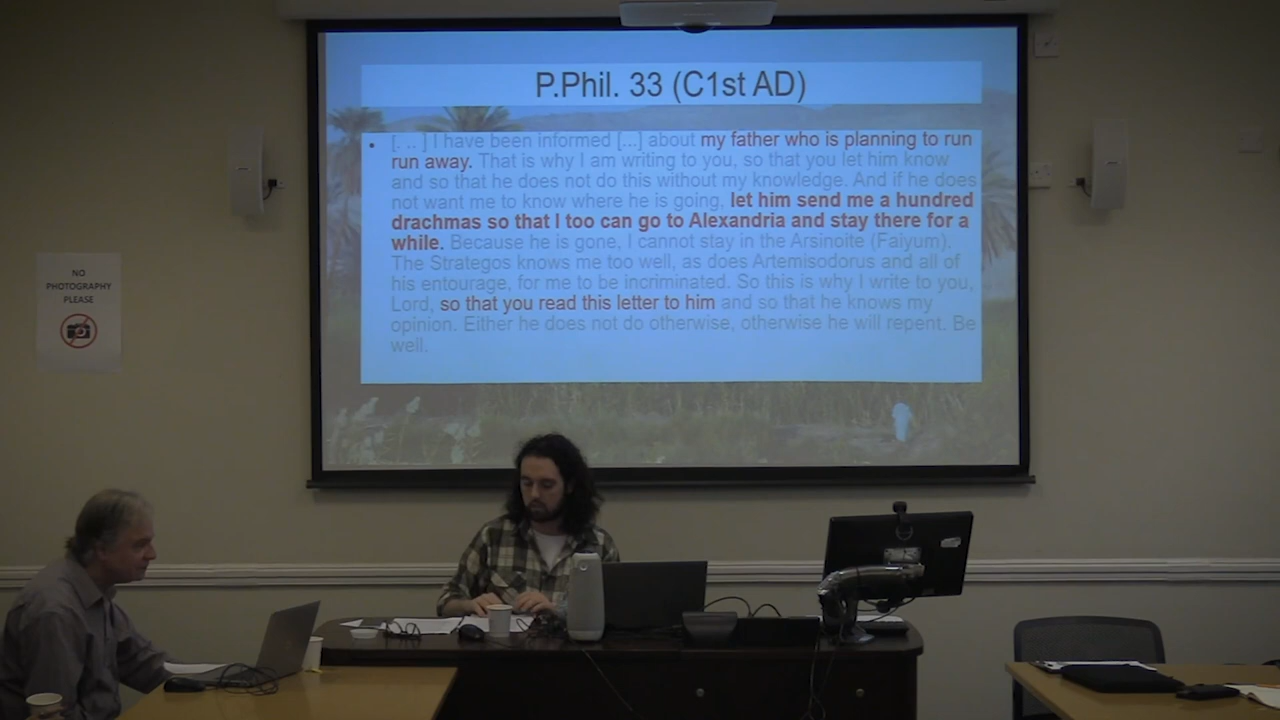 P.Phil. 33 (C1st AD)
• [. .. ] I have been informed [...] about my father who is planning to run
run away. That is why I am writing to you, so that you let him know
and so that he does not do this without my knowledge. And if he does
not want me to know where he is going, let him send me a hundred
drachmas so that I too can go to Alexandria and stay there for a
while. Because he is gone, I cannot stay in the Arsinoite (Faiyum).
The Strategos knows me too well, as does Artemisodorus and all of
his entourage, for me to be incriminated. So this is why I write to you,
Lord, so that you read this letter to him and so that he knows my
opinion. Either he does not do otherwise, otherwise he will repent. Be
well.
NO
PHOTOGRAPHY
PLEASE